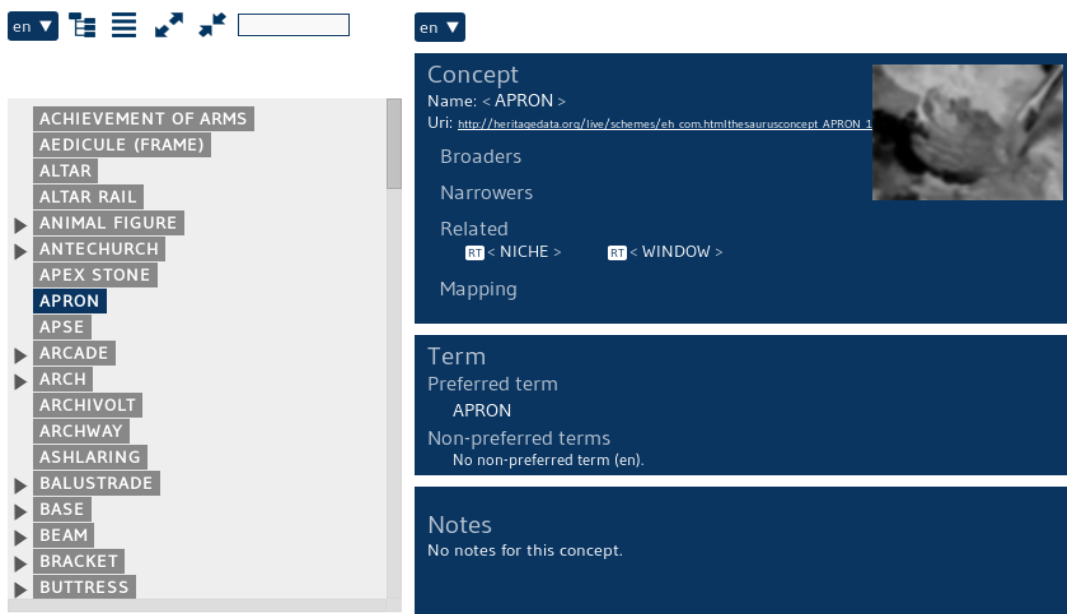 en ▼
ACHIEVEMENT OF ARMS
AEDICULE (FRAME)
ALTAR
ALTAR RAIL
ANIMAL FIGURE
ANTECHURCH
APEX STONE
APRON
APSE
ARCADE
ARCH
ARCHIVOLT
ARCHWAY
ASHLARING
BALUSTRADE
BASE
BEAM
BRACKET
BUTTRESS
en ▼
Concept
Name: < APRON >
Uri: http://heritagedata.org/live/schemes/eh_com.htmlthesaurusconcept_APRON_1
Broaders
Narrowers
Related
RT < NICHE > RT < WINDOW >
Mapping
Term
Preferred term
APRON
Non-preferred terms
No non-preferred term (en).
Notes
No notes for this concept.